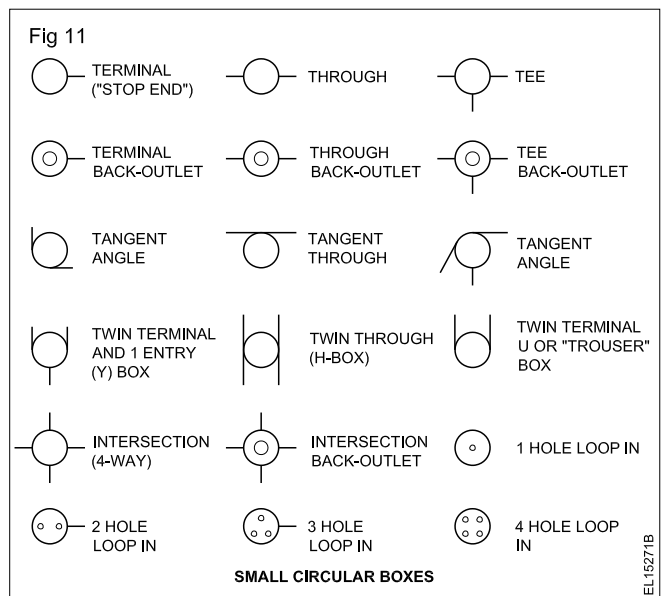 Fig 11
TERMINAL
("STOP END")
THROUGH
TEE
TERMINAL
BACK-OUTLET
THROUGH
BACK-OUTLET
TEE
BACK-OUTLET
TANGENT
ANGLE
TANGENT
THROUGH
TANGENT
ANGLE
TWIN TERMINAL
AND 1 ENTRY
(Y) BOX
TWIN THROUGH
(H-BOX)
TWIN TERMINAL
U OR "TROUSER"
BOX
INTERSECTION
(4-WAY)
INTERSECTION
BACK-OUTLET
1 HOLE LOOP IN
2 HOLE
LOOP IN
3 HOLE
LOOP IN
4 HOLE LOOP
IN
SMALL CIRCULAR BOXES
EL15271B